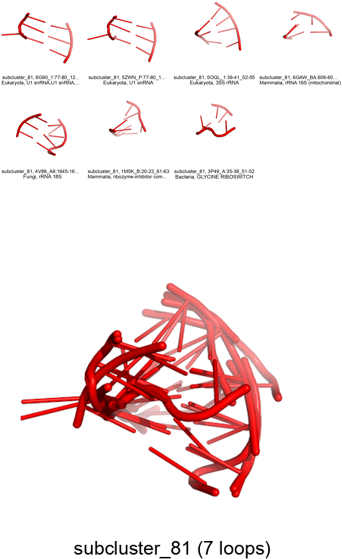 subcluster_81, 6G90_1:77-80_12...
Eukaryota, U1 snRNA,U1 snRNA,...
subcluster_81, 5ZWN_P:77-80_1...
Eukaryota, U1 snRNA
subcluster_81, 5OQL_1:39-41_52-55
Eukaryota, 35S rRNA
subcluster_81, 6GAW_BA:606-80...
Mammalia, rRNA 16S (mitochondrial)
subcluster_81, 4V88_A6:1645-16...
Fungi, rRNA 18S
subcluster_81, 1M5K_B:20-23_61-63
Mammalia, ribozyme-inhibitor com...
subcluster_81, 3P49_A:35-38_51-52
Bacteria, GLYCINE RIBOSWITCH
subcluster_81 (7 loops)